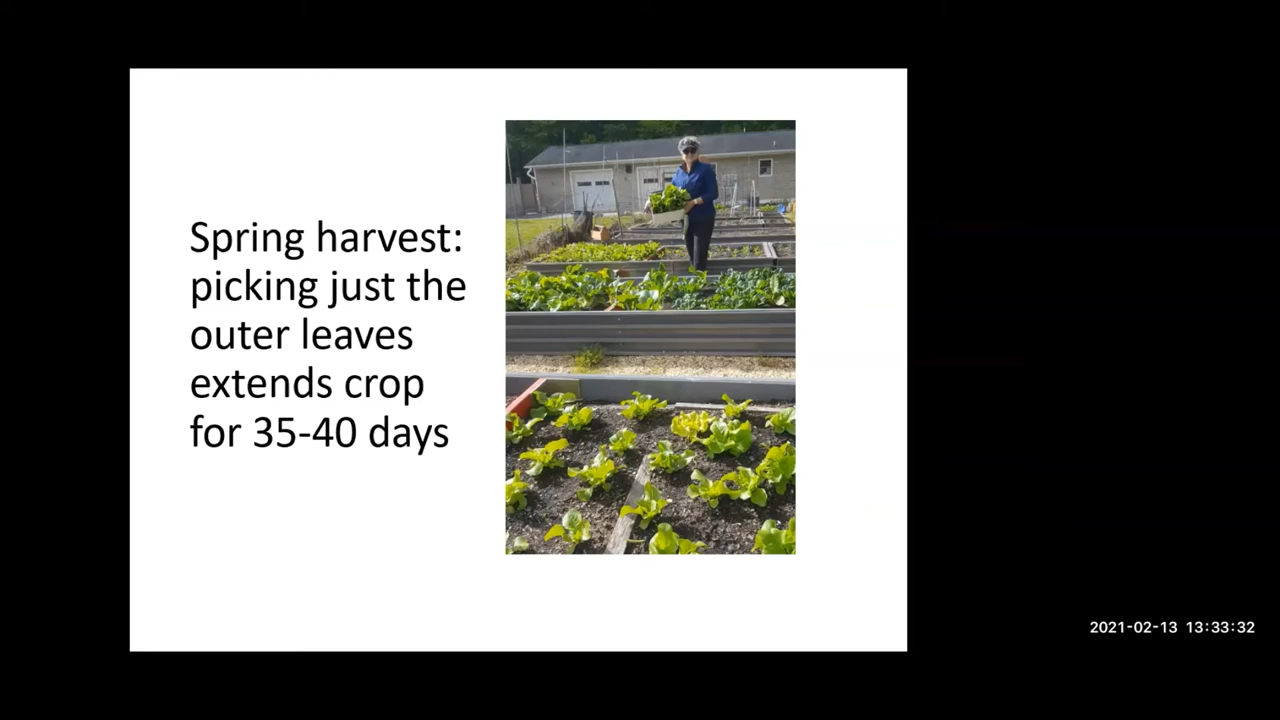 Spring harvest:
picking just the
outer leaves
extends crop
for 35-40 days
2021-02-13 13:33:32